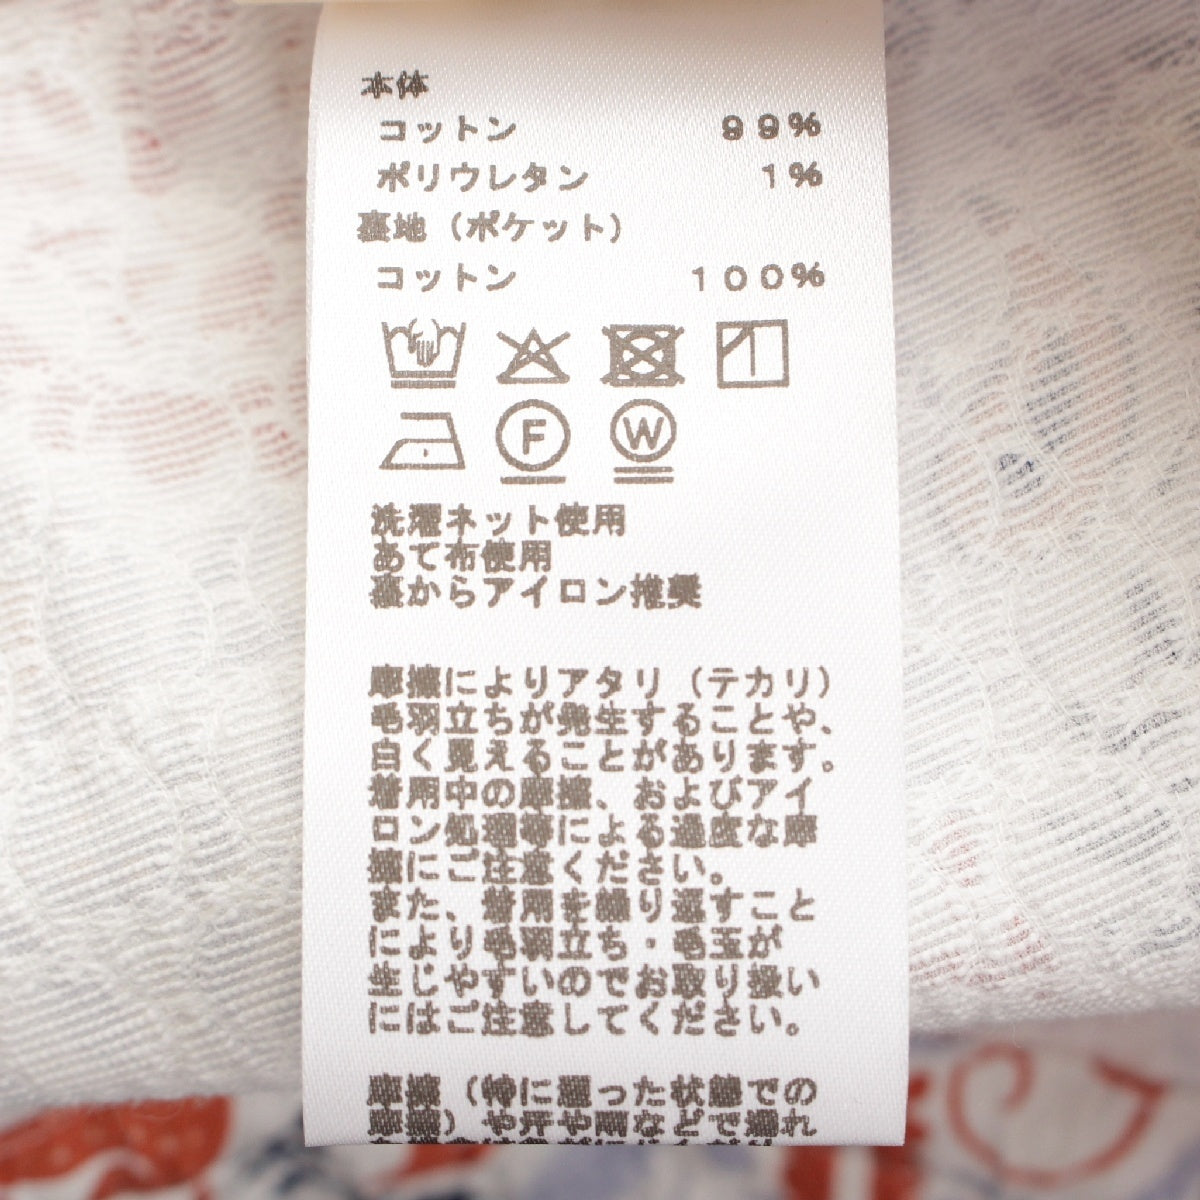 本体
コットン 99%
ポリウレタン 1%
裏地（ポケット）
コットン 100%
F W
洗濯ネット使用
あて布使用
裏からアイロン推奨
摩擦によりアタリ（テカリ）
毛羽立ちが発生することや、
白く見えることがあります。
着用中の摩擦、およびアイ
ロン処理等による過度な摩
擦にご注意ください。
また、着用を繰り返すこと
により毛羽立ち・毛玉が
生じやすいのでお取り扱い
にはご注意してください。
摩擦（特に湿った状態での
摩擦）や汗や雨などで濡れ